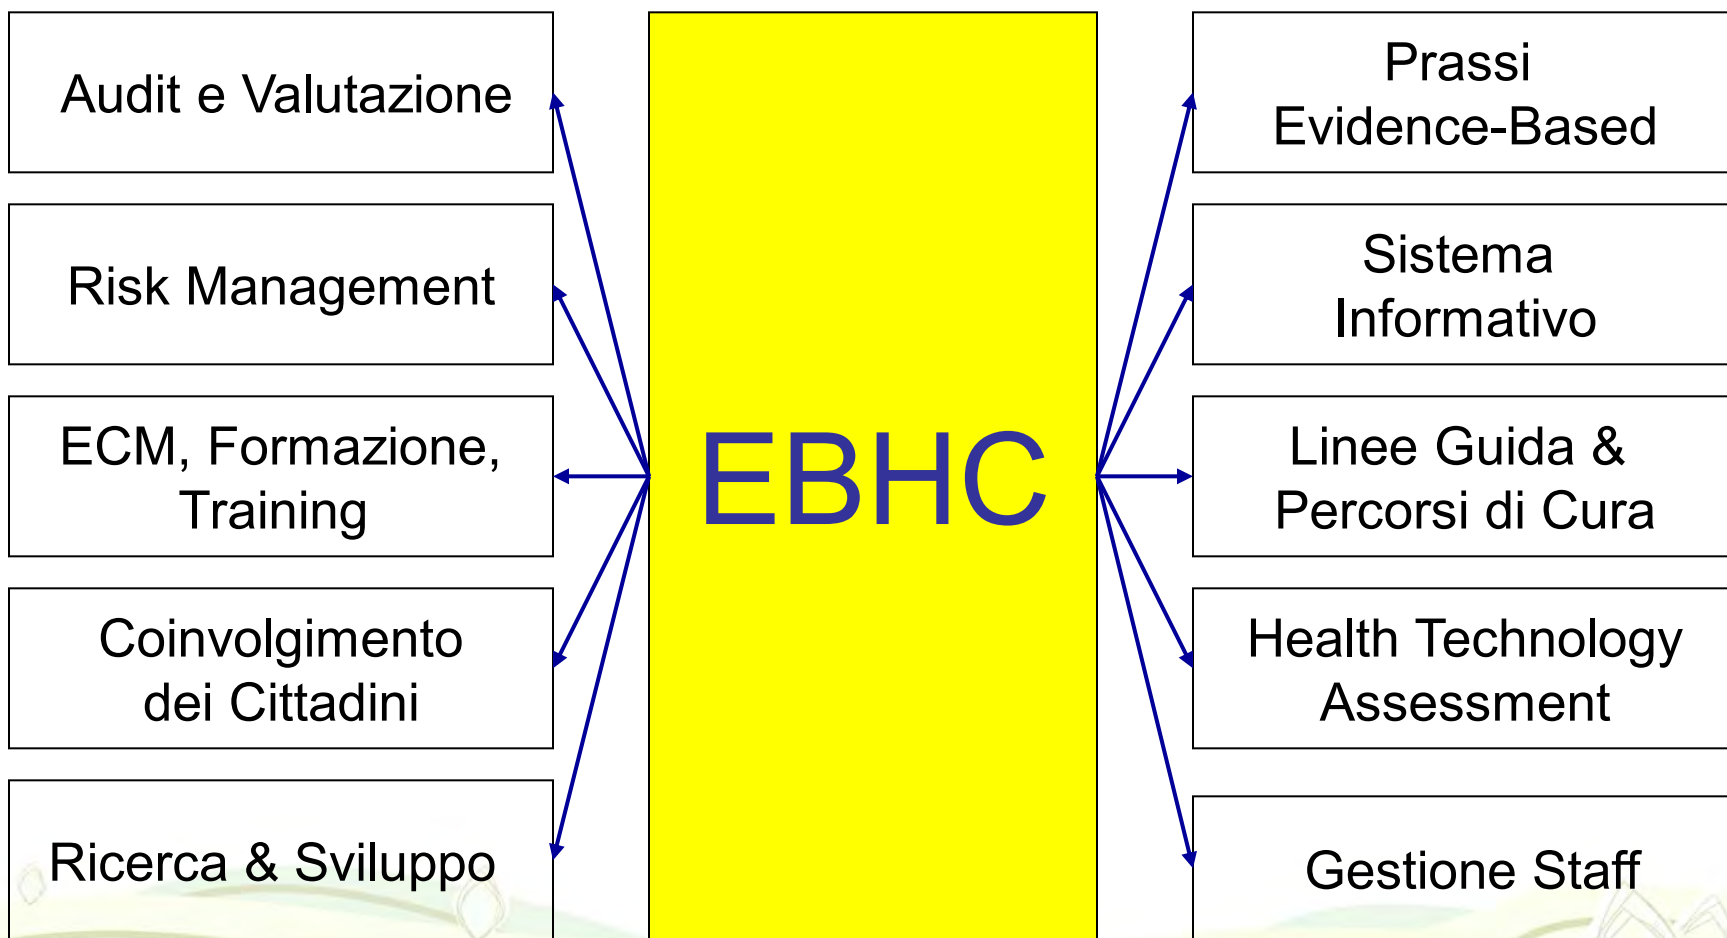 Audit e Valutazione
Risk Management
ECM, Formazione,
Training
Coinvolgimento
dei Cittadini
Ricerca & Sviluppo
EBHC
Prassi
Evidence-Based
Sistema
Informativo
Linee Guida &
Percorsi di Cura
Health Technology
Assessment
Gestione Staff